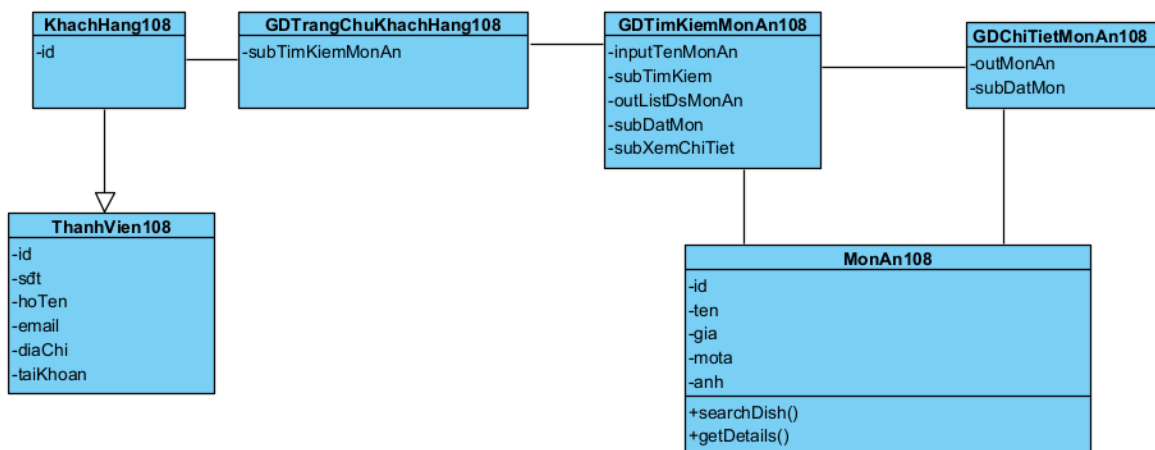 KhachHang108
-id
GDTrangChuKhachHang108
-subTimKiemMonAn
GDTimKiemMonAn108
-inputTenMonAn
-subTimKiem
-outListDsMonAn
-subDatMon
-subXemChiTiet
GDChiTietMonAn108
-outMonAn
-subDatMon
ThanhVien108
-id
-sđt
-hoTen
-email
-diaChi
-taiKhoan
MonAn108
-id
-ten
-gia
-mota
-anh
+searchDish()
+getDetails()